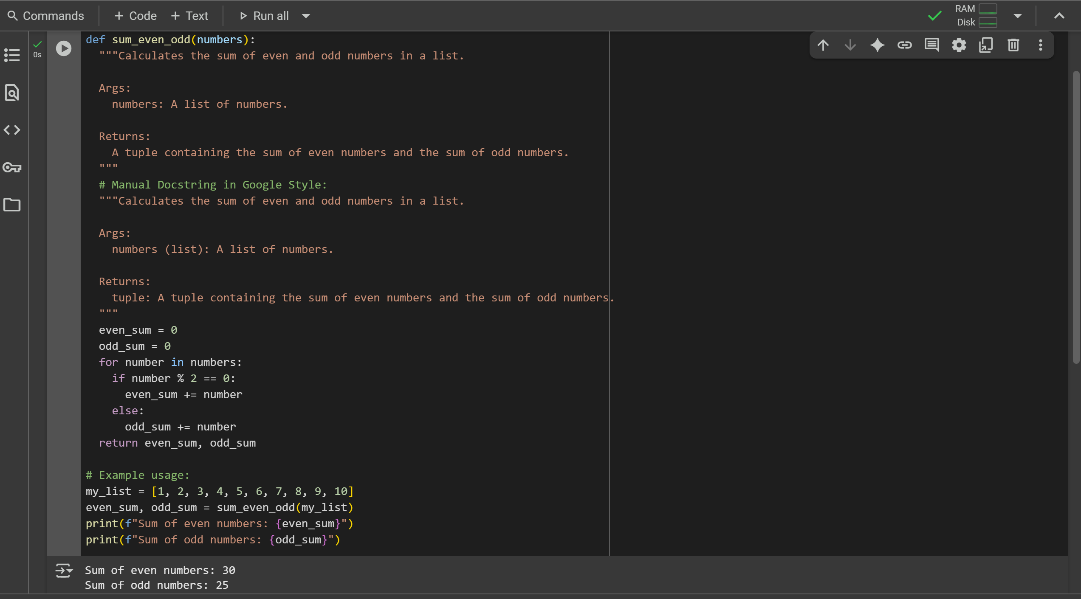 Commands + Code + Text Run all RAM
Disk
0s
def sum_even_odd(numbers):
  """Calculates the sum of even and odd numbers in a list.

  Args:
    numbers: A list of numbers.

  Returns:
    A tuple containing the sum of even numbers and the sum of odd numbers.
  """
  # Manual Docstring in Google Style:
  """Calculates the sum of even and odd numbers in a list.

  Args:
    numbers (list): A list of numbers.

  Returns:
    tuple: A tuple containing the sum of even numbers and the sum of odd numbers.
  """
  even_sum = 0
  odd_sum = 0
  for number in numbers:
    if number % 2 == 0:
      even_sum += number
    else:
      odd_sum += number
  return even_sum, odd_sum

# Example usage:
my_list = [1, 2, 3, 4, 5, 6, 7, 8, 9, 10]
even_sum, odd_sum = sum_even_odd(my_list)
print(f"Sum of even numbers: {even_sum}")
print(f"Sum of odd numbers: {odd_sum}")
Sum of even numbers: 30
Sum of odd numbers: 25